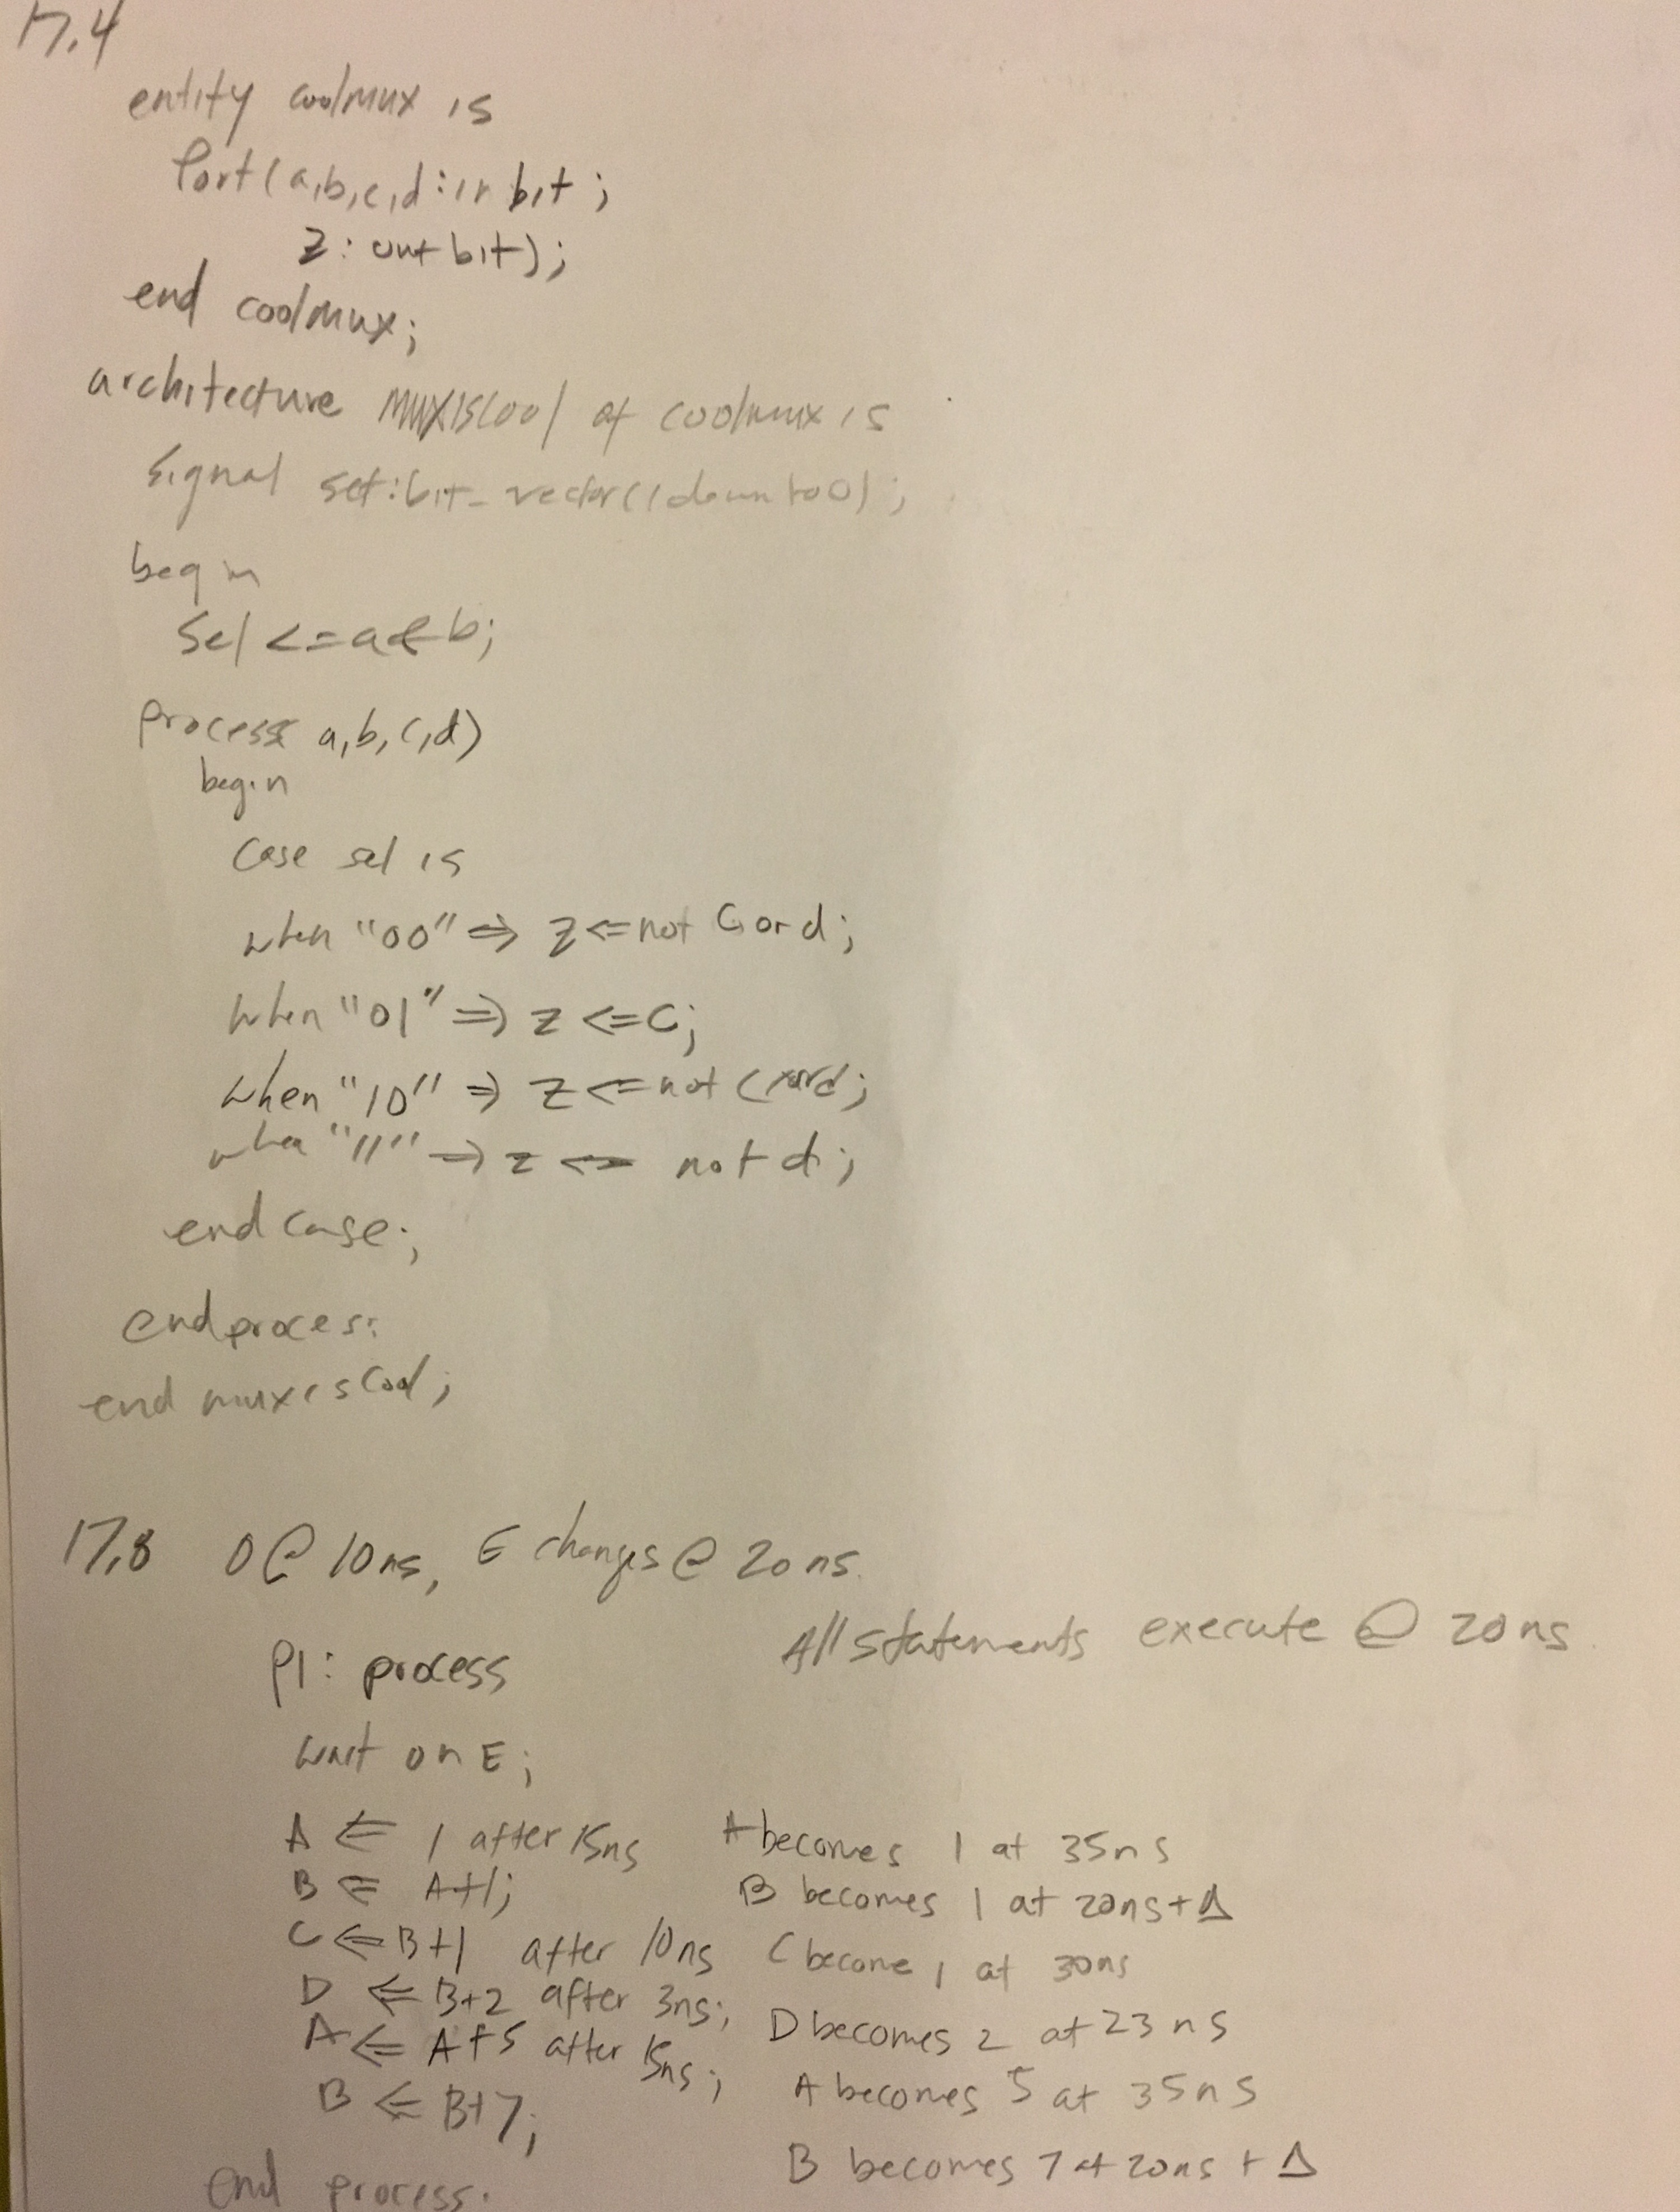 17.4
entity coolmux is
Port(a,b,c,d:in bit;
z: out bit);
end coolmux;
architecture muxiscool of coolmux is
Signal sel:bit_vector(1 downto 0);
begin
Sel <= a & b;
process a,b,c,d)
begin
Case sel is
when "00" => z <= not c or d;
when "01" => z <= c;
when "10" => z <= not c xor d;
when "11" => z <= not d;
end case;
end process;
end muxiscool;
17.8 0 @ 10ns, E changes @ 20ns.
All statements execute @ 20ns.
P1: process
wait on E;
A <= 1 after 15ns A becomes 1 at 35ns
B <= A+1; B becomes 1 at 20ns + Δ
C <= B+1 after 10ns C become 1 at 30ns
D <= B+2 after 3ns; D becomes 2 at 23ns
A <= A+5 after 15ns; A becomes 5 at 35ns
B <= B+7; B becomes 7 at 20ns + Δ
end process.